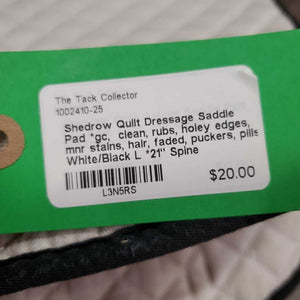 The Tack Collector
1002410-25
Shedrow Quilt Dressage Saddle
Pad *gc, clean, rubs, holey edges,
mnr stains, hair, faded, puckers, pills
White/Black L *21" Spine
$20.00
L3N5RS